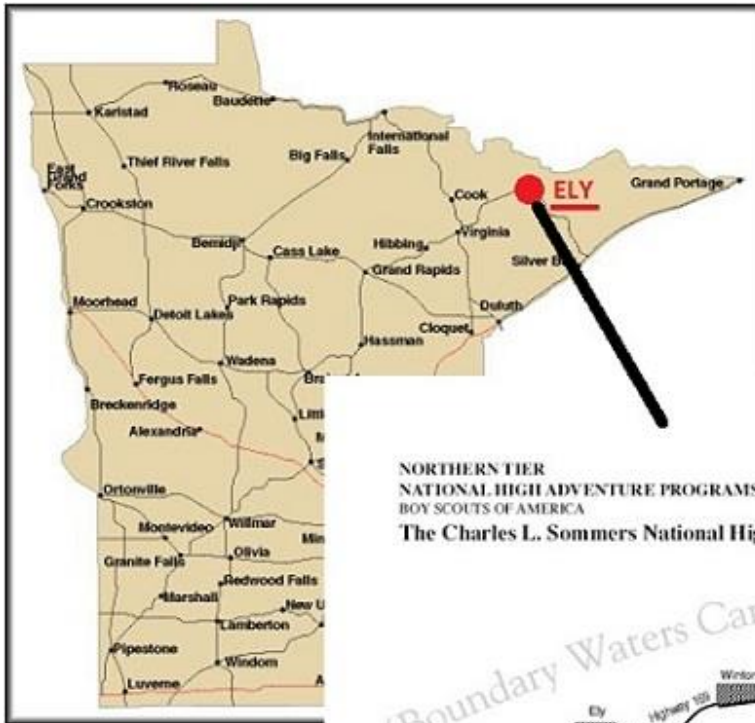 Roseau
Baudette
Karlstad
International
Falls
Big Falls
Thief River Falls
East
Grand
Forks
Crookston
Cook
ELY
Grand Portage
Bemidji
Cass Lake
Hibbing
Virginia
Grand Rapids
Silver B
Moorhead
Detoit Lakes
Park Rapids
Duluth
Cloquet
Hassman
Wadena
Fergus Falls
Breckenridge
Alexandria
Ortonville
Montevideo
Willmar
Granite Falls
Olivia
Redwood Falls
Marshall
New U
Lamberton
Pipestone
Windom
Luverne
NORTHERN TIER
NATIONAL HIGH ADVENTURE PROGRAMS
BOY SCOUTS OF AMERICA
The Charles L. Sommers National Hig
Boundary Waters Can
Ely
Highway 169
Winton